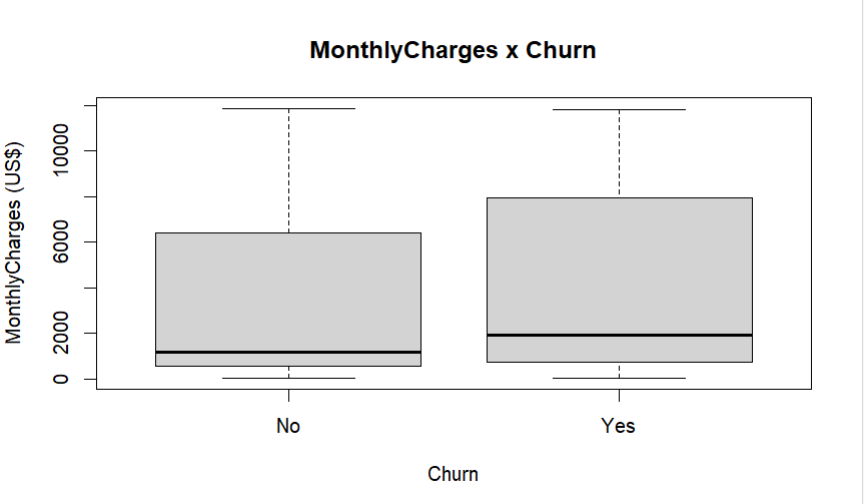 MonthlyCharges x Churn
MonthlyCharges (US$)
10000
6000
2000
0
No
Yes
Churn